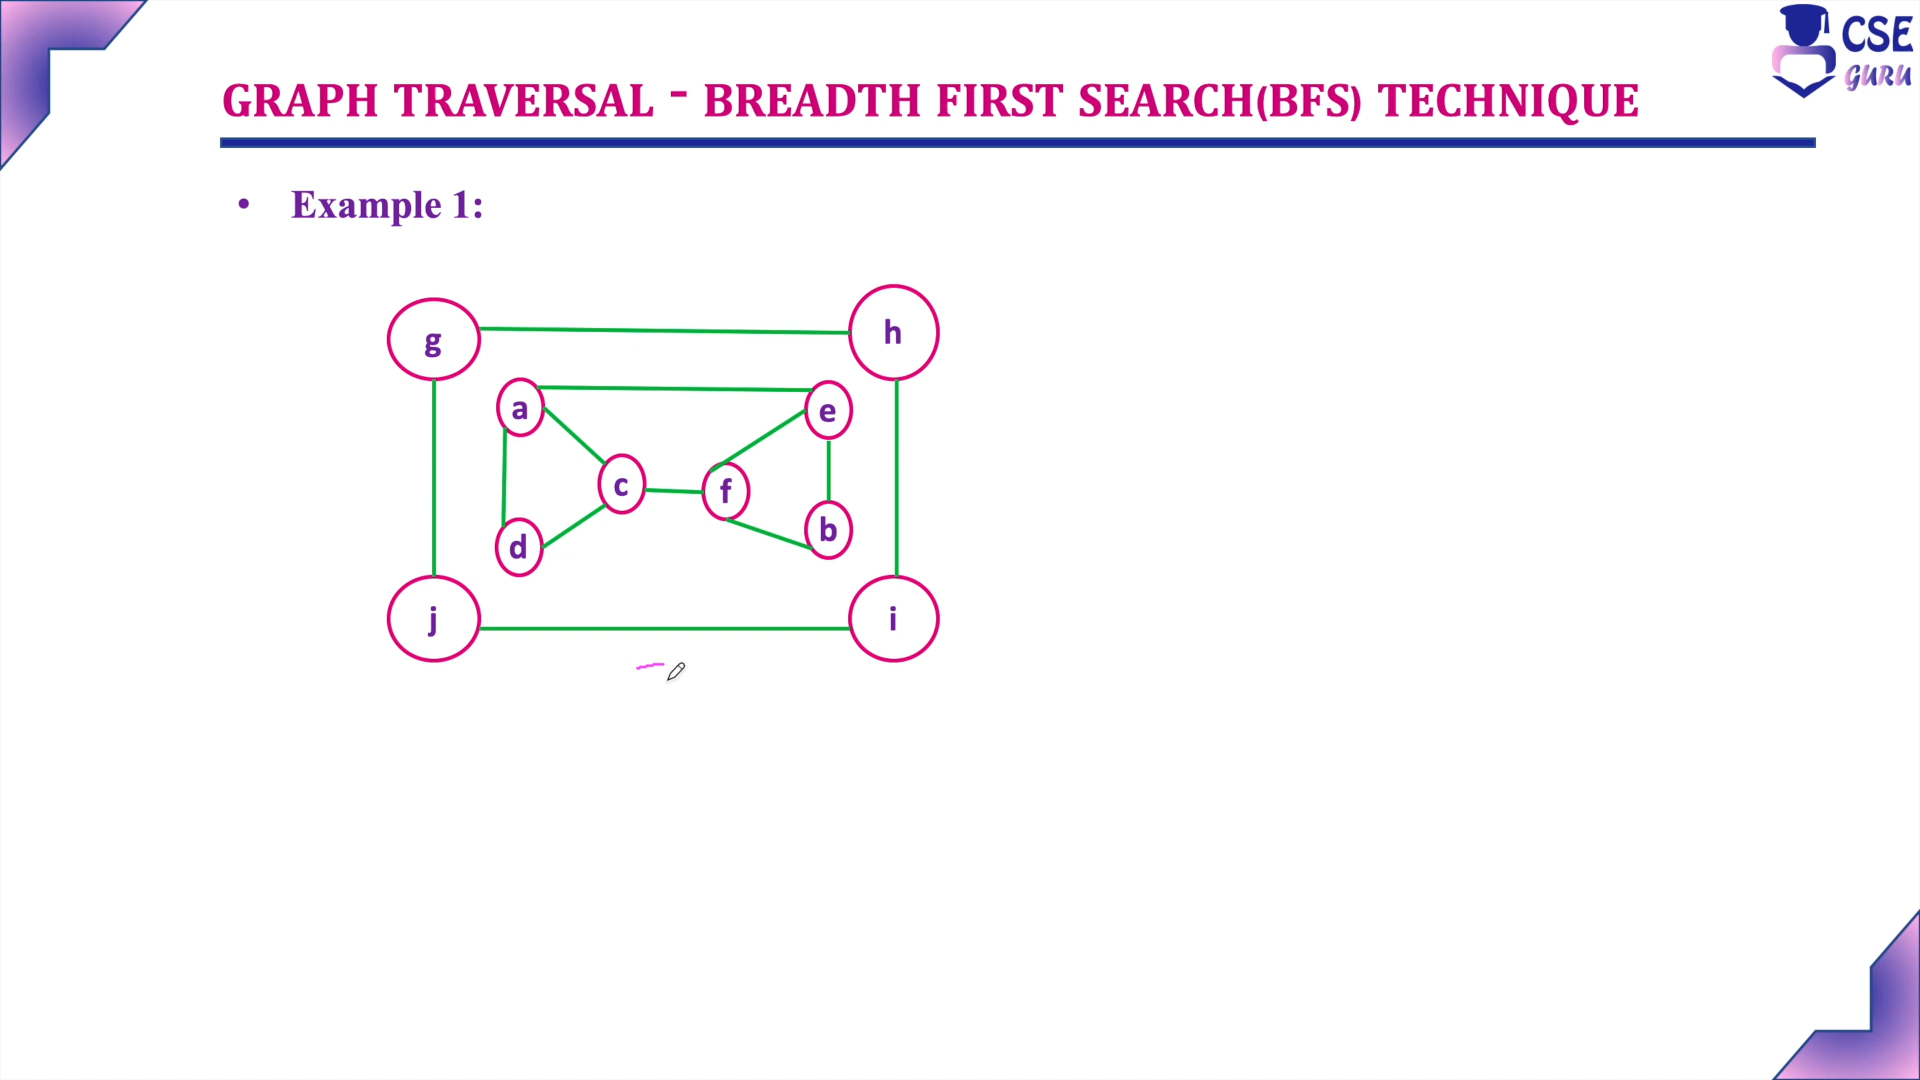 CSE
GURU
GRAPH TRAVERSAL - BREADTH FIRST SEARCH(BFS) TECHNIQUE
• Example 1:
g h
a e
c f
b
d
j i